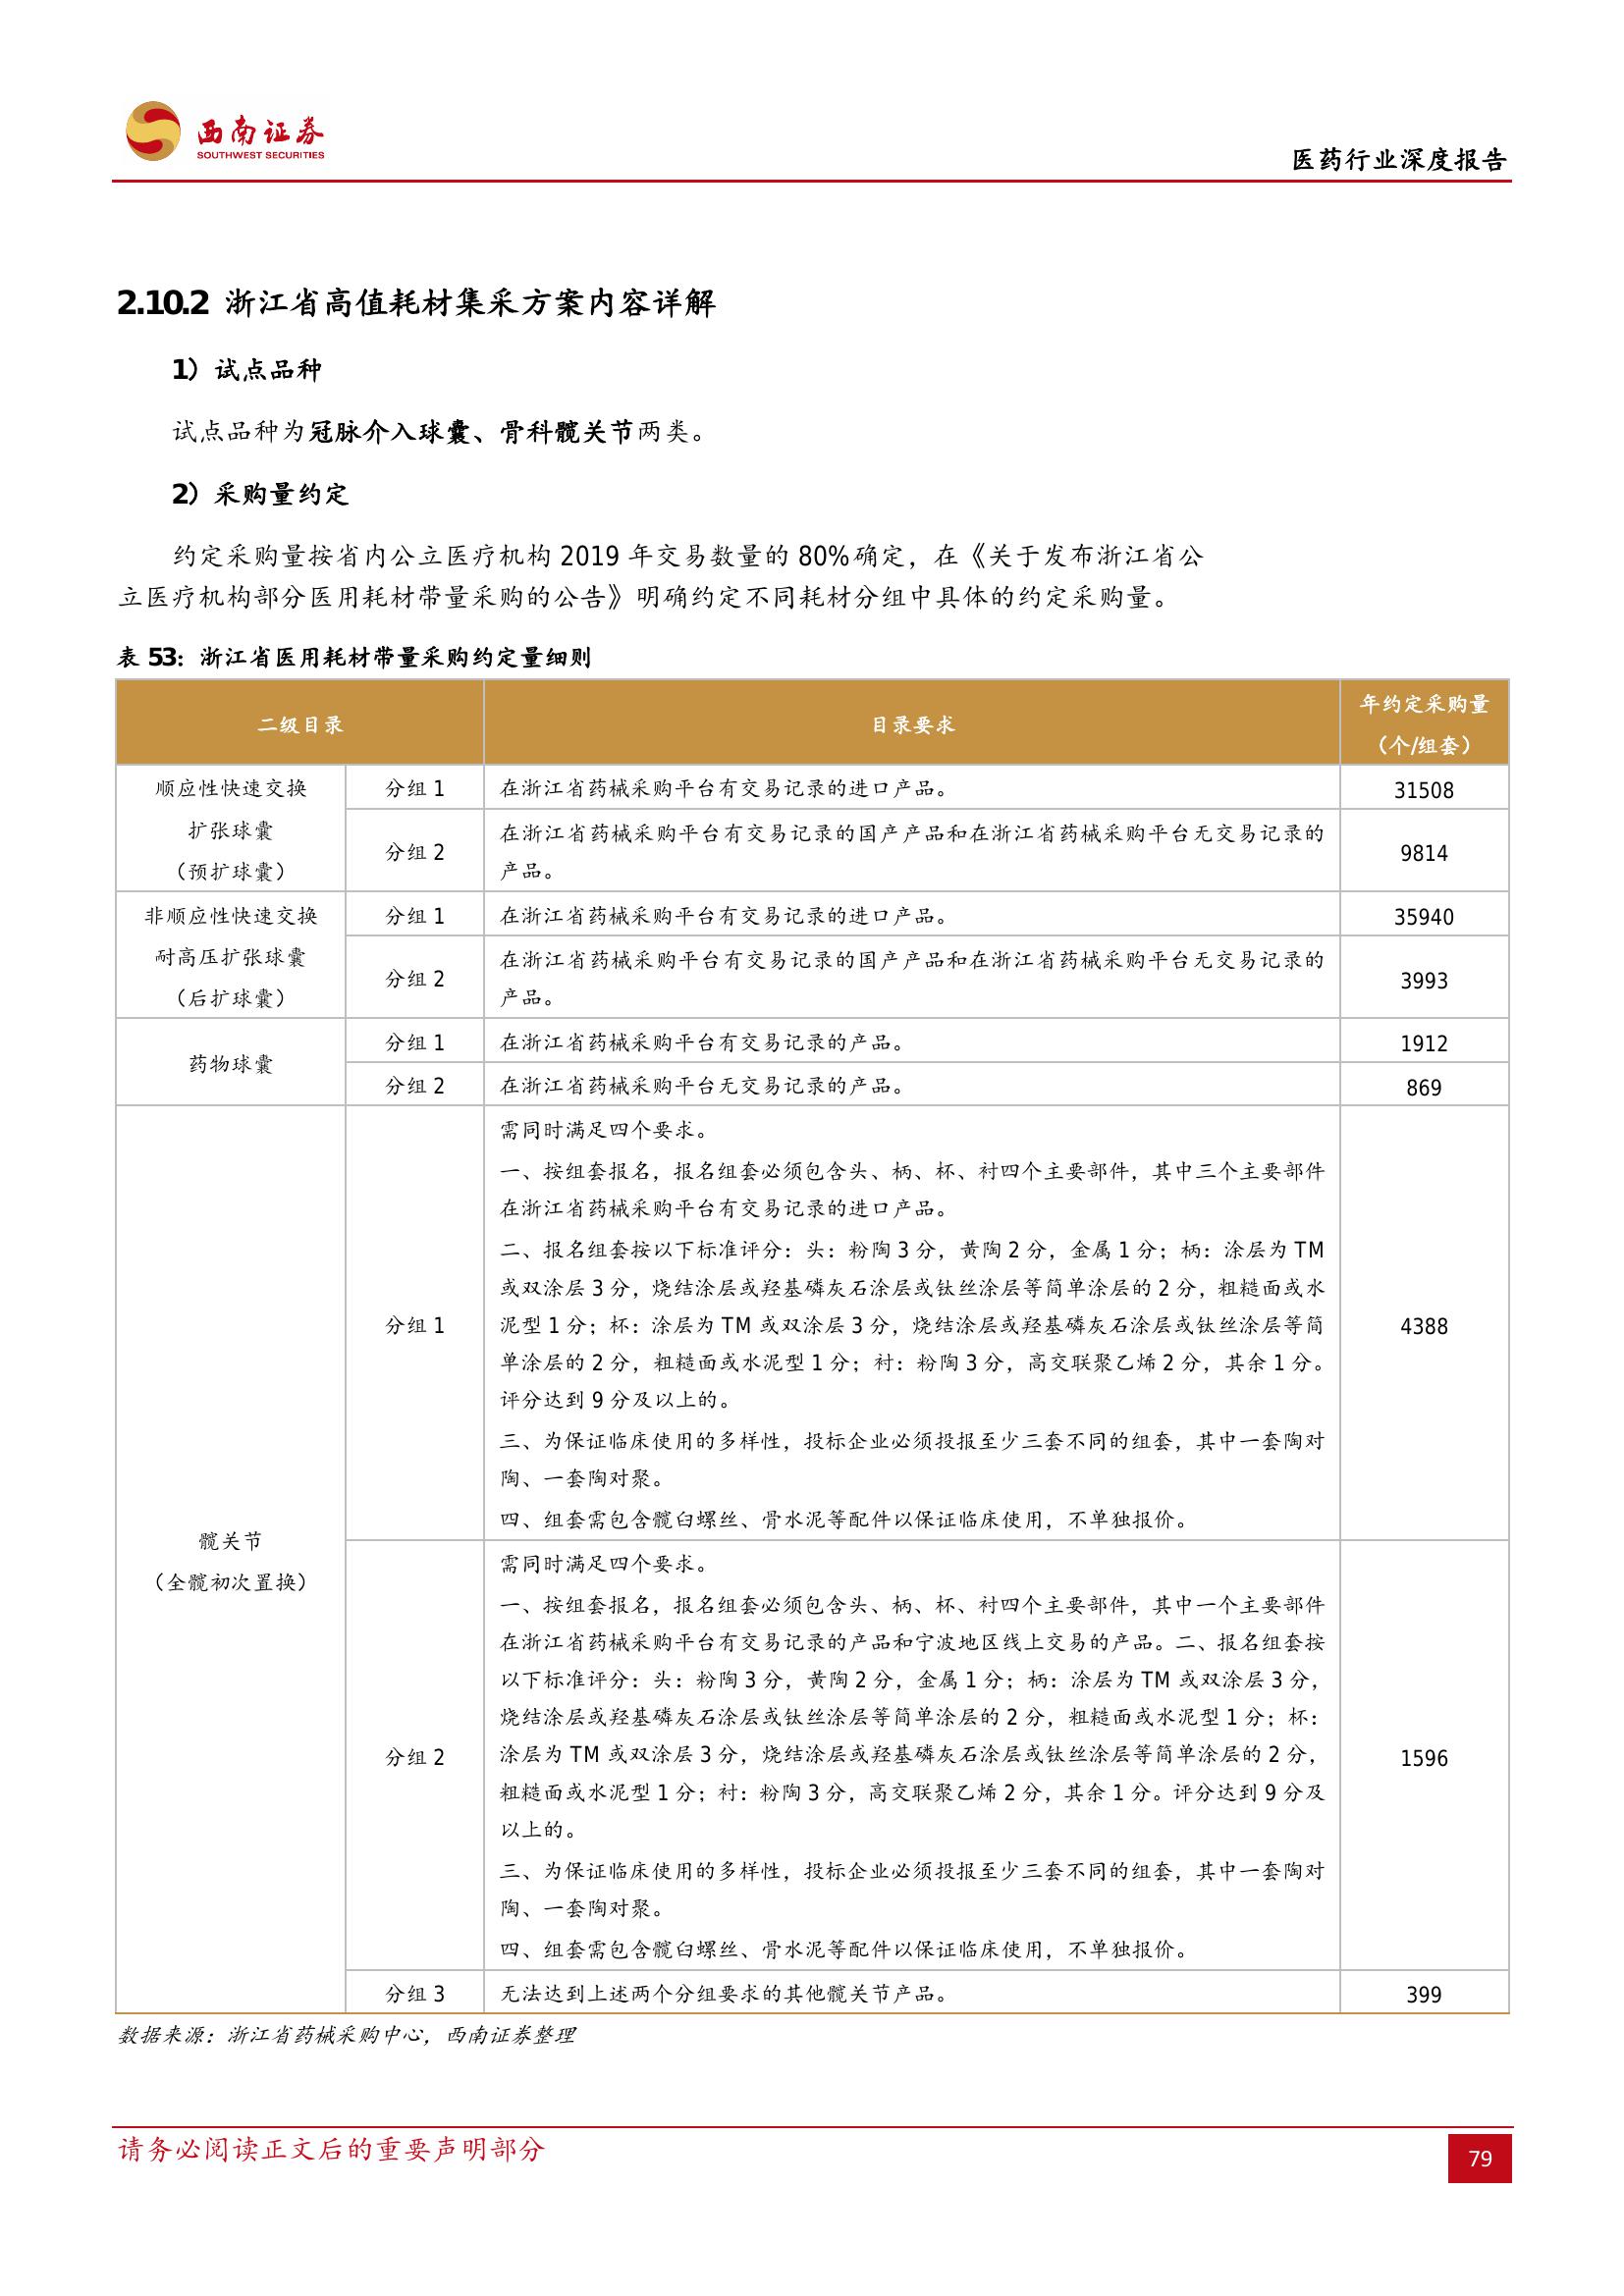 西南证券
SOUTHWEST SECURITIES
医药行业深度报告
2.10.2 浙江省高值耗材集采方案内容详解
1）试点品种
试点品种为冠脉介入球囊、骨科髋关节两类。
2）采购量约定
约定采购量按省内公立医疗机构 2019 年交易数量的 80%确定，在《关于发布浙江省公
立医疗机构部分医用耗材带量采购的公告》明确约定不同耗材分组中具体的约定采购量。
表 53：浙江省医用耗材带量采购约定量细则
二级目录
目录要求
年约定采购量
（个/组套）
顺应性快速交换
扩张球囊
（预扩球囊）
分组 1
在浙江省药械采购平台有交易记录的进口产品。
31508
分组 2
在浙江省药械采购平台有交易记录的国产产品和在浙江省药械采购平台无交易记录的
产品。
9814
非顺应性快速交换
耐高压扩张球囊
（后扩球囊）
分组 1
在浙江省药械采购平台有交易记录的进口产品。
35940
分组 2
在浙江省药械采购平台有交易记录的国产产品和在浙江省药械采购平台无交易记录的
产品。
3993
药物球囊
分组 1
在浙江省药械采购平台有交易记录的产品。
1912
分组 2
在浙江省药械采购平台无交易记录的产品。
869
髋关节
（全髋初次置换）
分组 1
需同时满足四个要求。
一、按组套报名，报名组套必须包含头、柄、杯、衬四个主要部件，其中三个主要部件
在浙江省药械采购平台有交易记录的进口产品。
二、报名组套按以下标准评分：头：粉陶 3 分，黄陶 2 分，金属 1 分；柄：涂层为 TM
或双涂层 3 分，烧结涂层或羟基磷灰石涂层或钛丝涂层等简单涂层的 2 分，粗糙面或水
泥型 1 分；杯：涂层为 TM 或双涂层 3 分，烧结涂层或羟基磷灰石涂层或钛丝涂层等简
单涂层的 2 分，粗糙面或水泥型 1 分；衬：粉陶 3 分，高交联聚乙烯 2 分，其余 1 分。
评分达到 9 分及以上的。
三、为保证临床使用的多样性，投标企业必须投报至少三套不同的组套，其中一套陶对
陶、一套陶对聚。
四、组套需包含髋臼螺丝、骨水泥等配件以保证临床使用，不单独报价。
4388
分组 2
需同时满足四个要求。
一、按组套报名，报名组套必须包含头、柄、杯、衬四个主要部件，其中一个主要部件
在浙江省药械采购平台有交易记录的产品和宁波地区线上交易的产品。二、报名组套按
以下标准评分：头：粉陶 3 分，黄陶 2 分，金属 1 分；柄：涂层为 TM 或双涂层 3 分，
烧结涂层或羟基磷灰石涂层或钛丝涂层等简单涂层的 2 分，粗糙面或水泥型 1 分；杯：
涂层为 TM 或双涂层 3 分，烧结涂层或羟基磷灰石涂层或钛丝涂层等简单涂层的 2 分，
粗糙面或水泥型 1 分；衬：粉陶 3 分，高交联聚乙烯 2 分，其余 1 分。评分达到 9 分及
以上的。
三、为保证临床使用的多样性，投标企业必须投报至少三套不同的组套，其中一套陶对
陶、一套陶对聚。
四、组套需包含髋臼螺丝、骨水泥等配件以保证临床使用，不单独报价。
1596
分组 3
无法达到上述两个分组要求的其他髋关节产品。
399
数据来源：浙江省药械采购中心，西南证券整理
请务必阅读正文后的重要声明部分
79